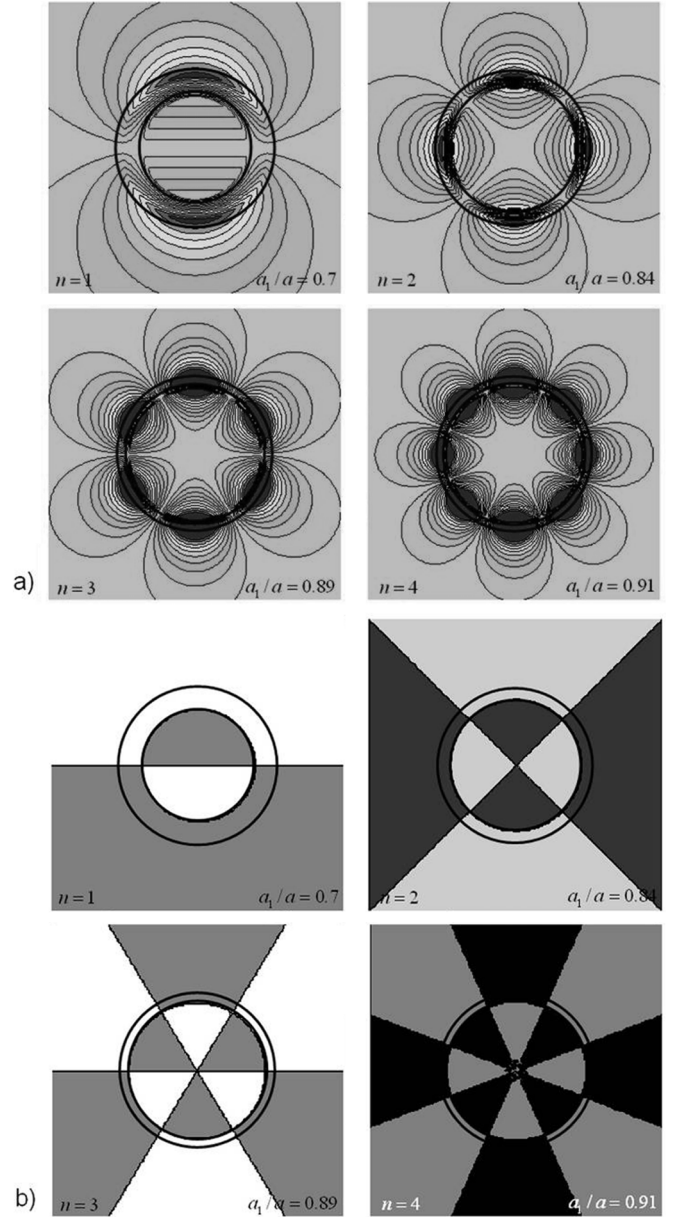 n=1 a₁/a=0.7
n=2 a₁/a=0.84
n=3 a₁/a=0.89
n=4 a₁/a=0.91
a)
n=1 a₁/a=0.7
n=2 a₁/a=0.84
n=3 a₁/a=0.89
n=4 a₁/a=0.91
b)